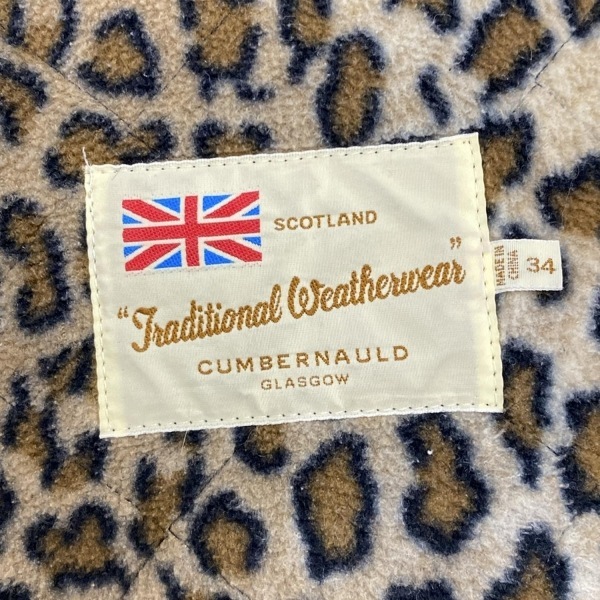 SCOTLAND
"Traditional Weatherwear"
CUMBERNAULD
GLASGOW
MADE IN
CHINA
34